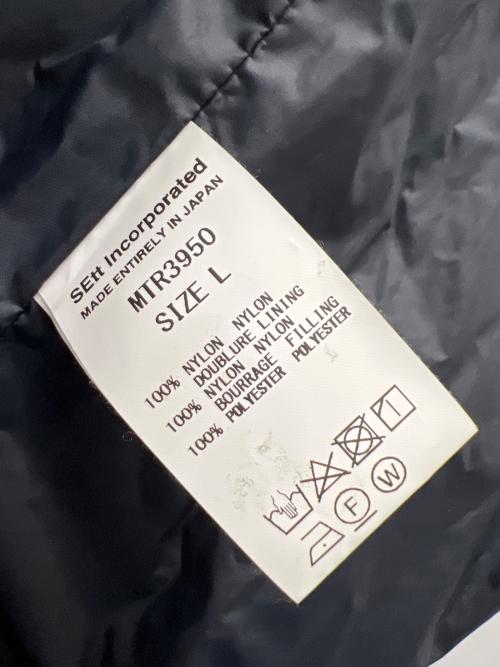 SEtt Incorporated
MADE ENTIRELY IN JAPAN
MTR3950
SIZE L
100% NYLON NYLON
DOUBLURE LINING
100% NYLON NYLON
BOURRAGE FILLING
100% POLYESTER POLYESTER
F
W